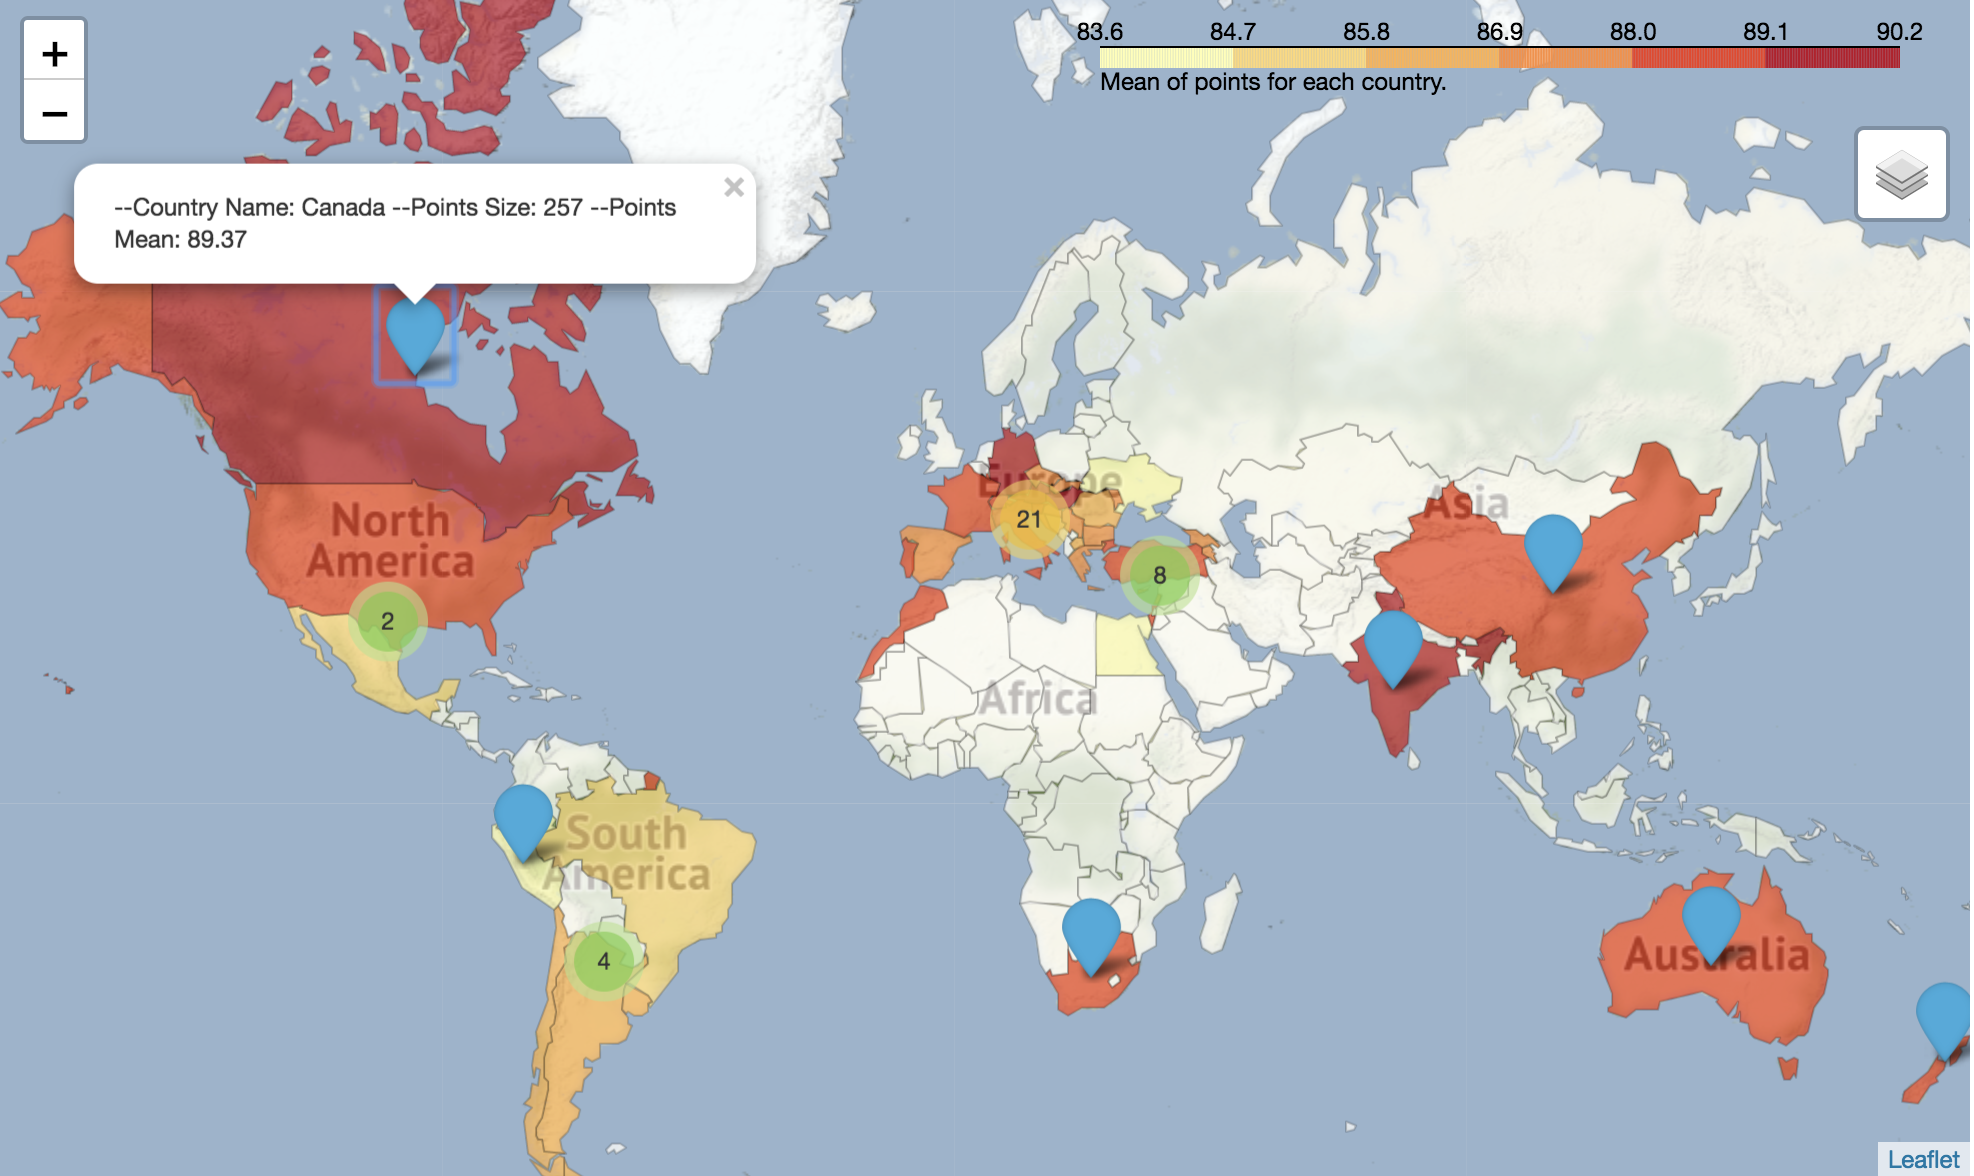 +
−
83.6 84.7 85.8 86.9 88.0 89.1 90.2
Mean of points for each country.
--Country Name: Canada --Points Size: 257 --Points
Mean: 89.37
×
North
America
2
Europe
21
8
Asia
Africa
South
America
4
Australia
Leaflet